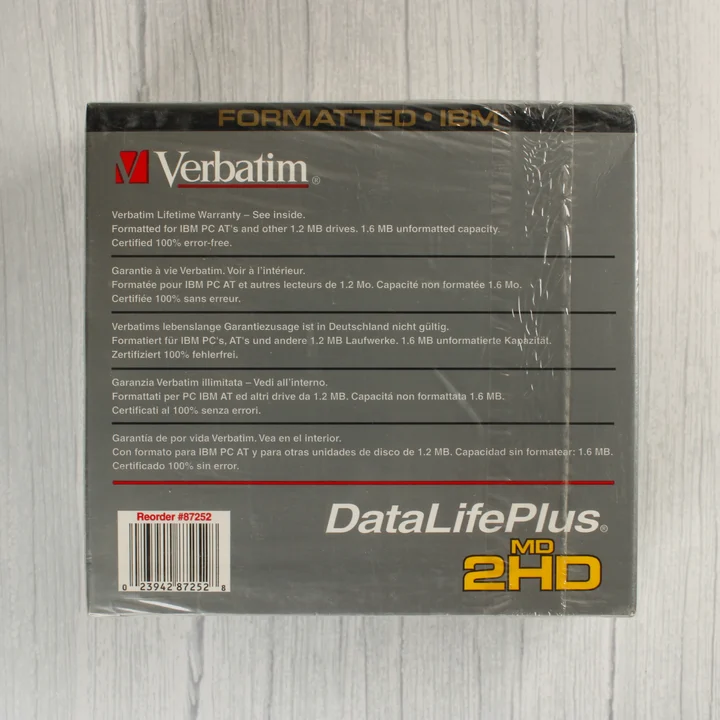 FORMATTED • IBM
Verbatim®
Verbatim Lifetime Warranty – See inside.
Formatted for IBM PC AT's and other 1.2 MB drives. 1.6 MB unformatted capacity.
Certified 100% error-free.
Garantie à vie Verbatim. Voir à l'intérieur.
Formatée pour IBM PC AT et autres lecteurs de 1.2 Mo. Capacité non formatée 1.6 Mo.
Certifiée 100% sans erreur.
Verbatims lebenslange Garantiezusage ist in Deutschland nicht gültig.
Formatiert für IBM PC's, AT's und andere 1.2 MB Laufwerke. 1.6 MB unformatierte Kapazität.
Zertifiziert 100% fehlerfrei.
Garanzia Verbatim illimitata – Vedi all'interno.
Formattati per PC IBM AT ed altri drive da 1.2 MB. Capacitá non formattata 1.6 MB.
Certificati al 100% senza errori.
Garantía de por vida Verbatim. Vea en el interior.
Con formato para IBM PC AT y para otras unidades de disco de 1.2 MB. Capacidad sin formatear: 1.6 MB.
Certificado 100% sin error.
Reorder #87252
0 23942 87252 8
DataLifePlus®
MD
2HD